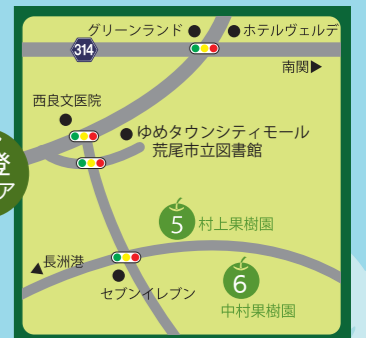 グリーンランド
ホテルヴェルデ
314
南関▶
西良文医院
ゆめタウンシティモール
荒尾市立図書館
登
ア
5 村上果樹園
長洲港
6
セブンイレブン
中村果樹園